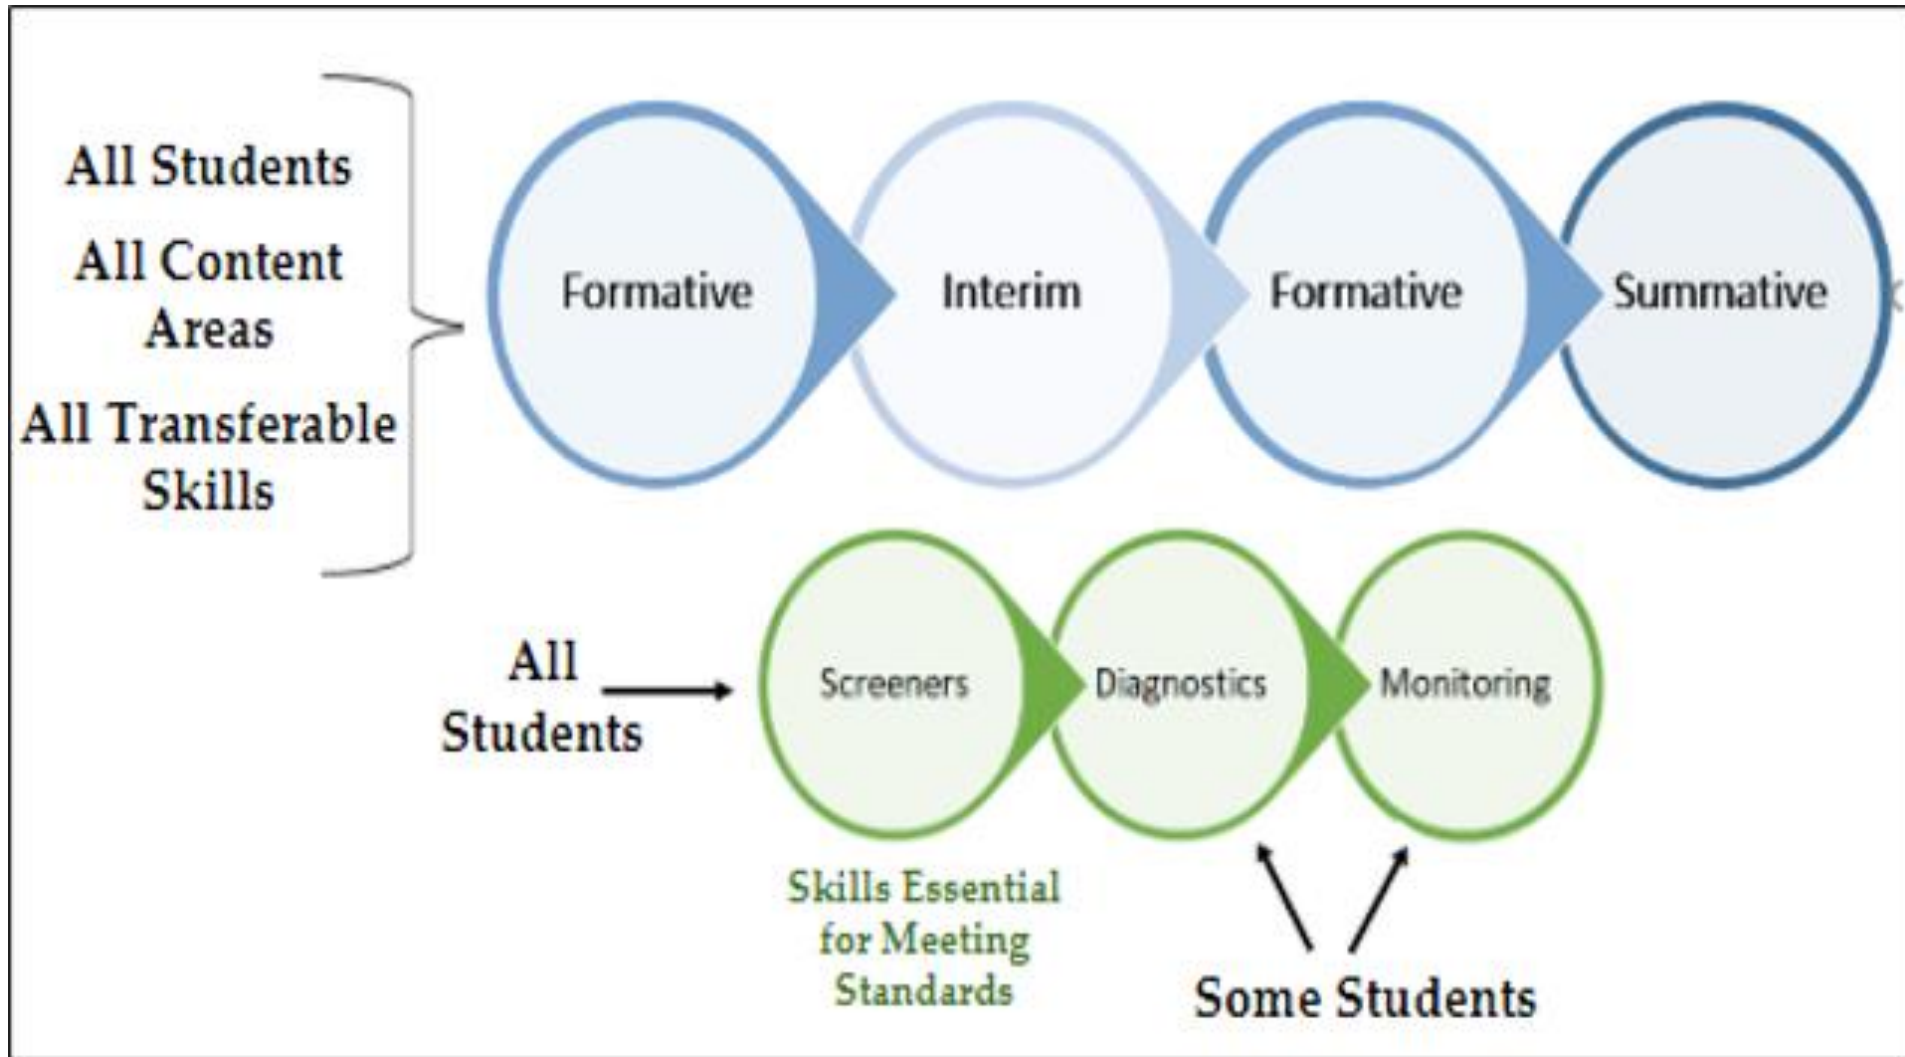 All Students
All Content
Areas
All Transferable
Skills
Formative
Interim
Formative
Summative
All
Students
Screeners
Diagnostics
Monitoring
Skills Essential
for Meeting
Standards
Some Students